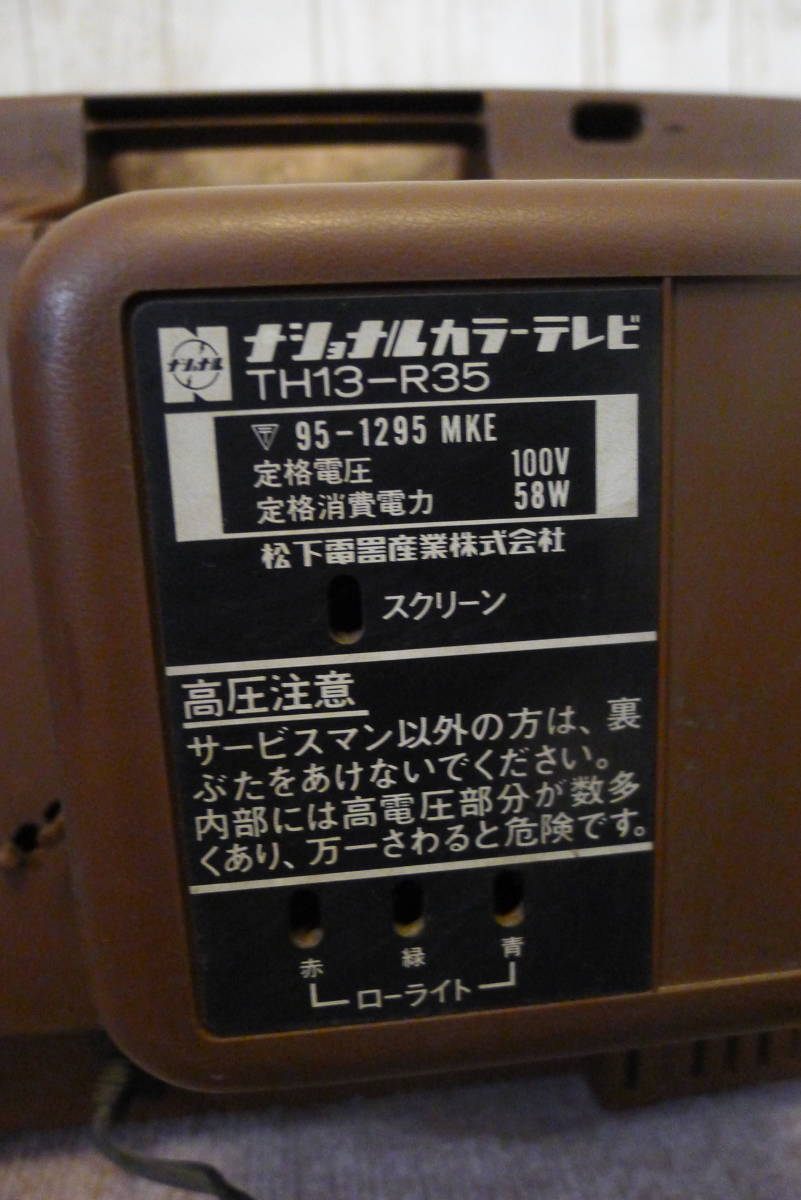 ナショナル
ナショナルカラーテレビ
TH13-R35
〒 95-1295 MKE
定格電圧 100V
定格消費電力 58W
松下電器産業株式会社
スクリーン
高圧注意
サービスマン以外の方は、裏
ぶたをあけないでください。
内部には高電圧部分が数多
くあり、万一さわると危険です。
赤 緑 青
ローライト